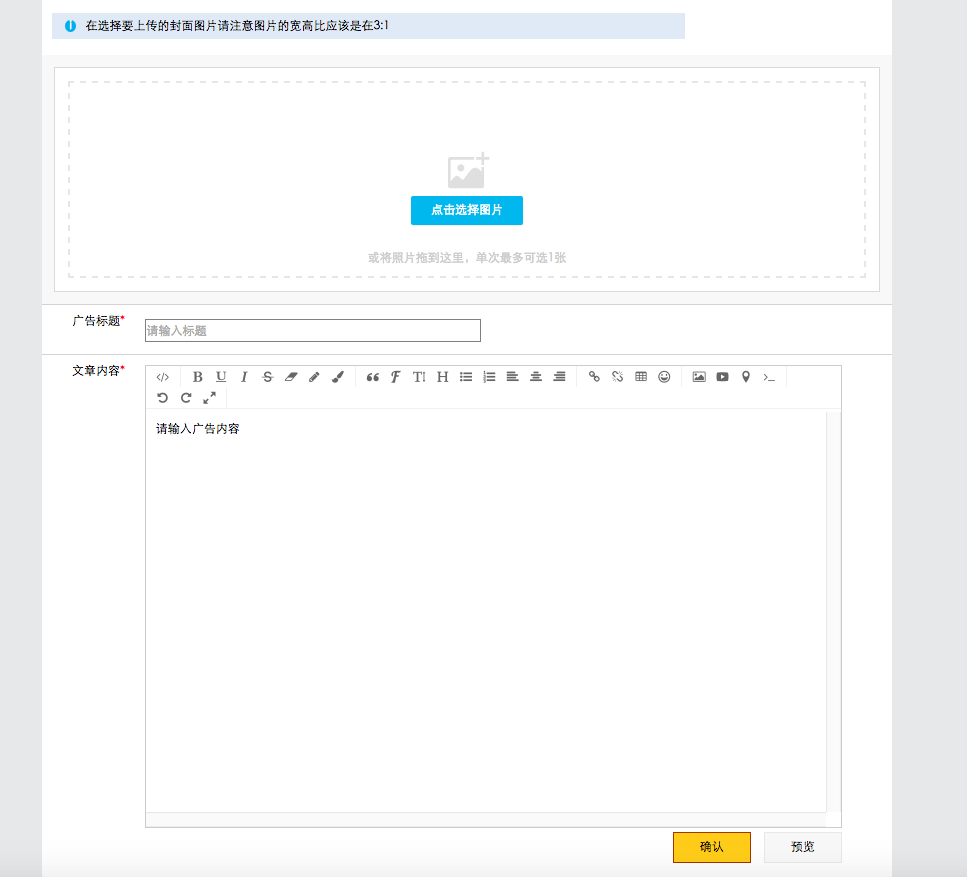 在选择要上传的封面图片请注意图片的宽高比应该是在3:1
点击选择图片
或将照片拖到这里，单次最多可选1张
广告标题*
请输入标题
文章内容*
请输入广告内容
确认
预览